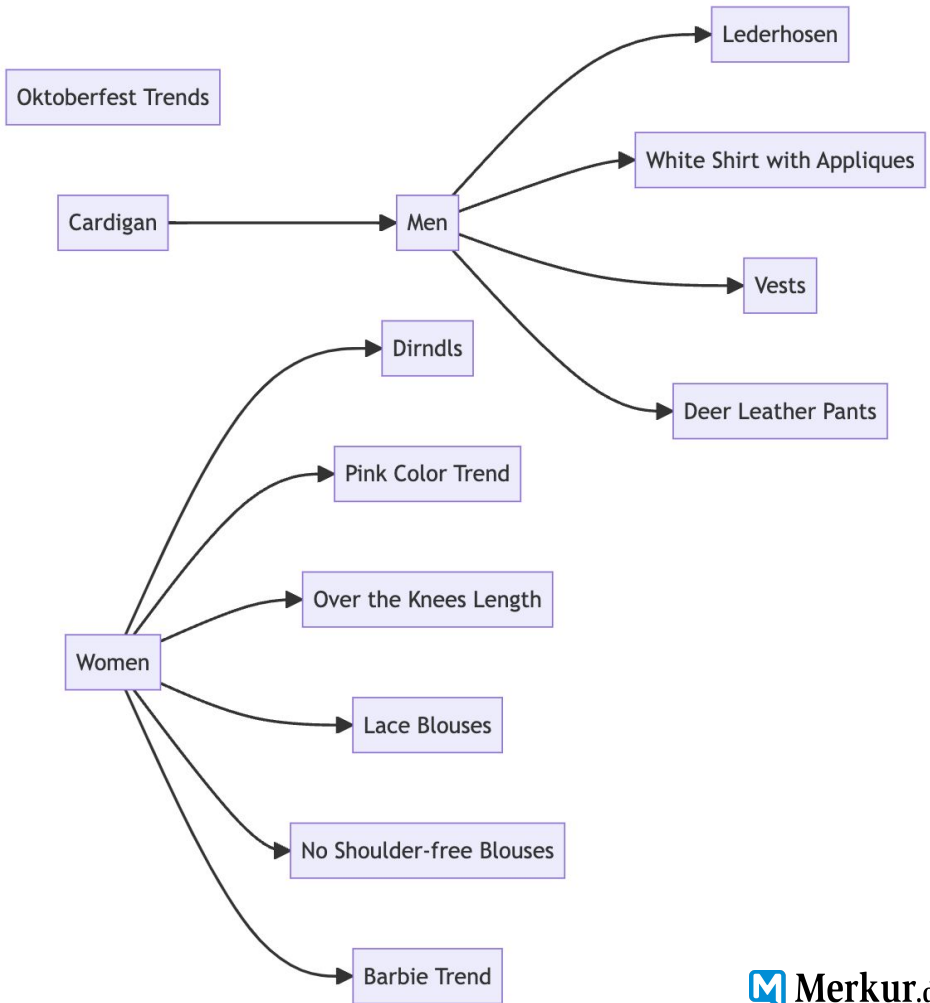 Oktoberfest Trends
Cardigan
Men
Lederhosen
White Shirt with Appliques
Vests
Deer Leather Pants
Women
Dirndls
Pink Color Trend
Over the Knees Length
Lace Blouses
No Shoulder-free Blouses
Barbie Trend
M Merkur.d